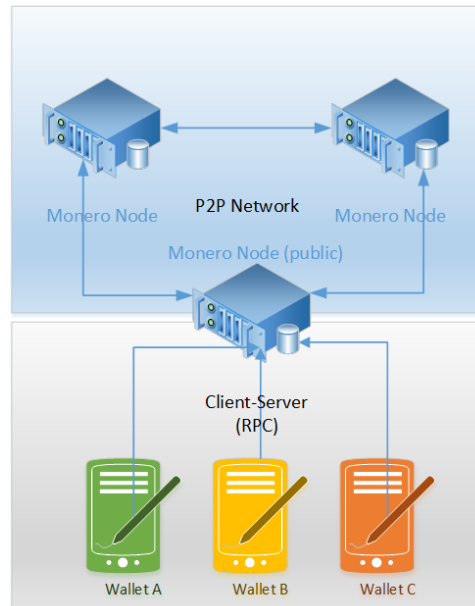 Monero Node
P2P Network
Monero Node
Monero Node (public)
Client-Server
(RPC)
Wallet A
Wallet B
Wallet C